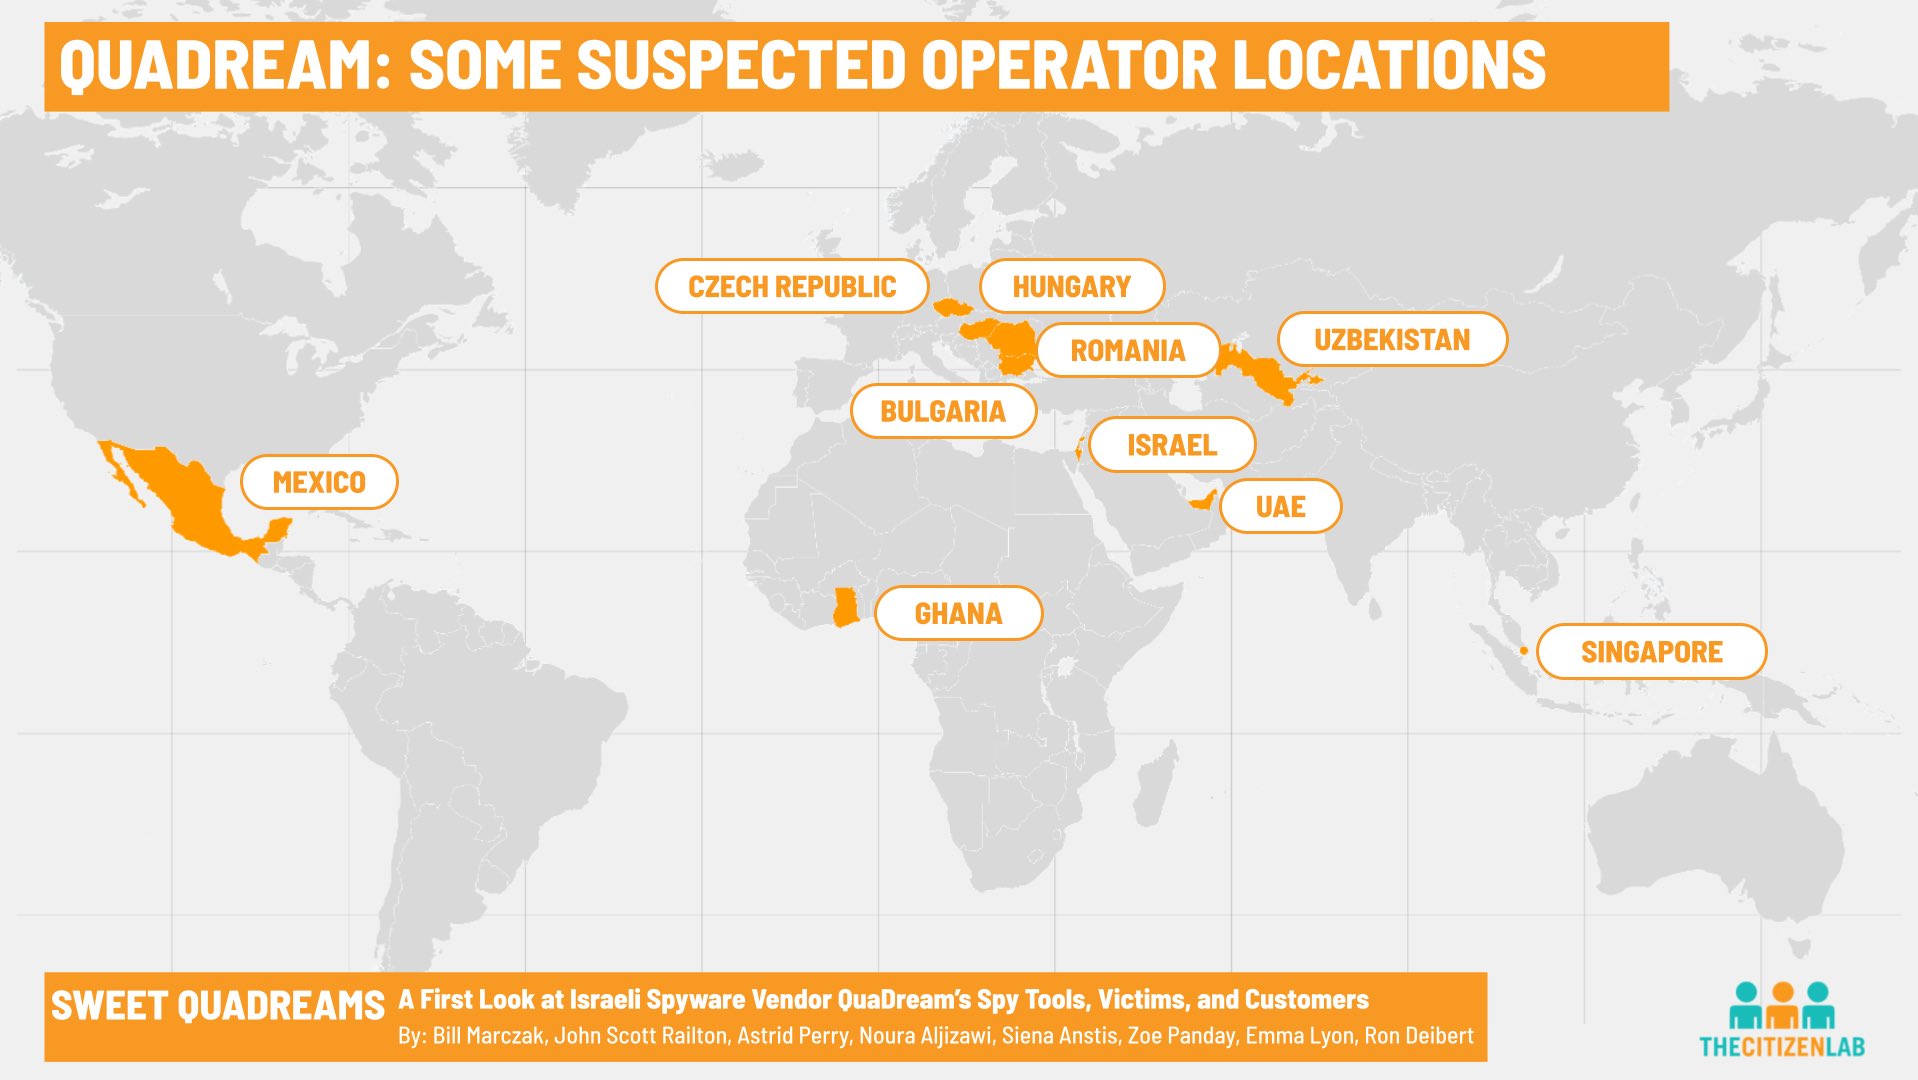 QUADREAM: SOME SUSPECTED OPERATOR LOCATIONS
CZECH REPUBLIC
HUNGARY
ROMANIA
UZBEKISTAN
BULGARIA
ISRAEL
MEXICO
UAE
GHANA
SINGAPORE
SWEET QUADREAMS
A First Look at Israeli Spyware Vendor QuaDream's Spy Tools, Victims, and Customers
By: Bill Marczak, John Scott Railton, Astrid Perry, Noura Aljizawi, Siena Anstis, Zoe Panday, Emma Lyon, Ron Deibert
THECITIZENLAB